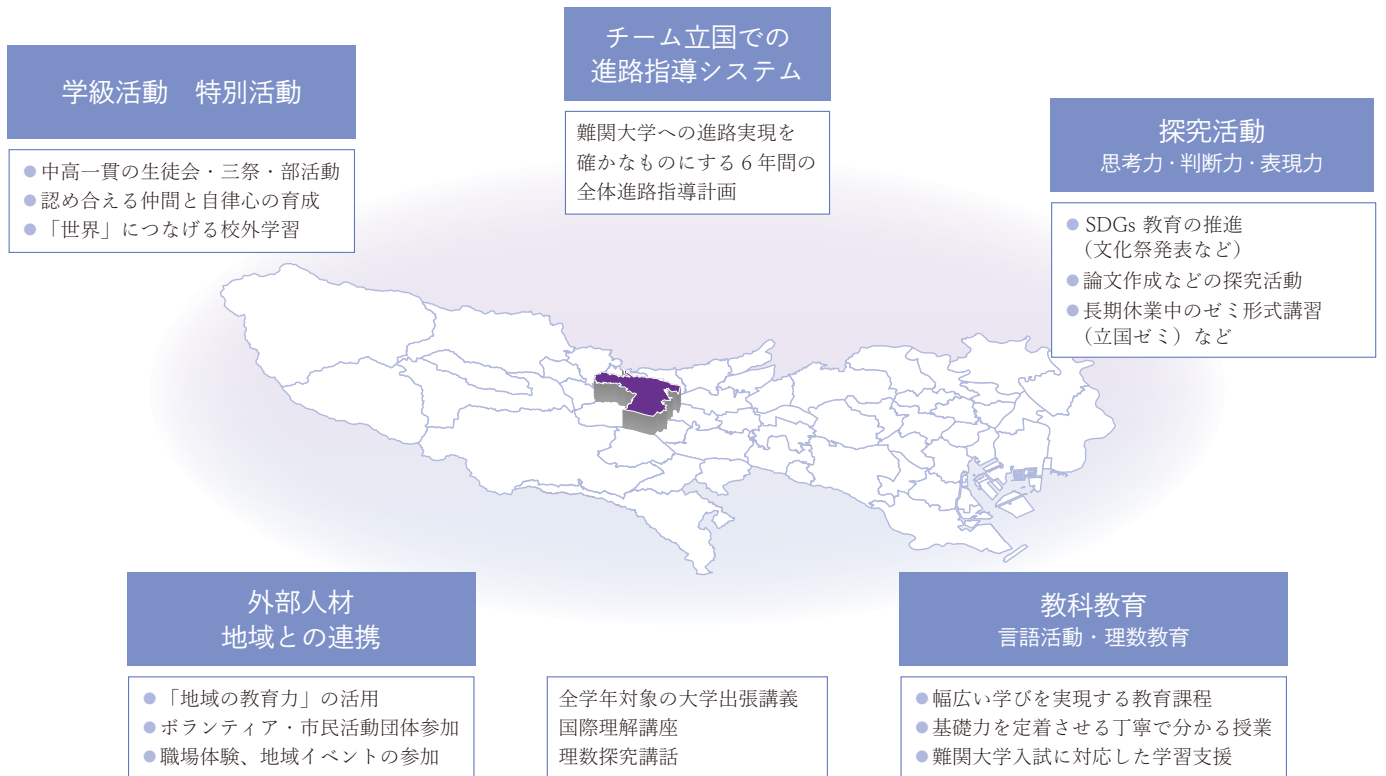 チーム立国での
進路指導システム
難関大学への進路実現を
確かなものにする6年間の
全体進路指導計画
学級活動　特別活動
● 中高一貫の生徒会・三祭・部活動
● 認め合える仲間と自律心の育成
● 「世界」につなげる校外学習
探究活動
思考力・判断力・表現力
● SDGs 教育の推進
（文化祭発表など）
● 論文作成などの探究活動
● 長期休業中のゼミ形式講習
（立国ゼミ）など
外部人材
地域との連携
● 「地域の教育力」の活用
● ボランティア・市民活動団体参加
● 職場体験、地域イベントの参加
全学年対象の大学出張講義
国際理解講座
理数探究講話
教科教育
言語活動・理数教育
● 幅広い学びを実現する教育課程
● 基礎力を定着させる丁寧で分かる授業
● 難関大学入試に対応した学習支援